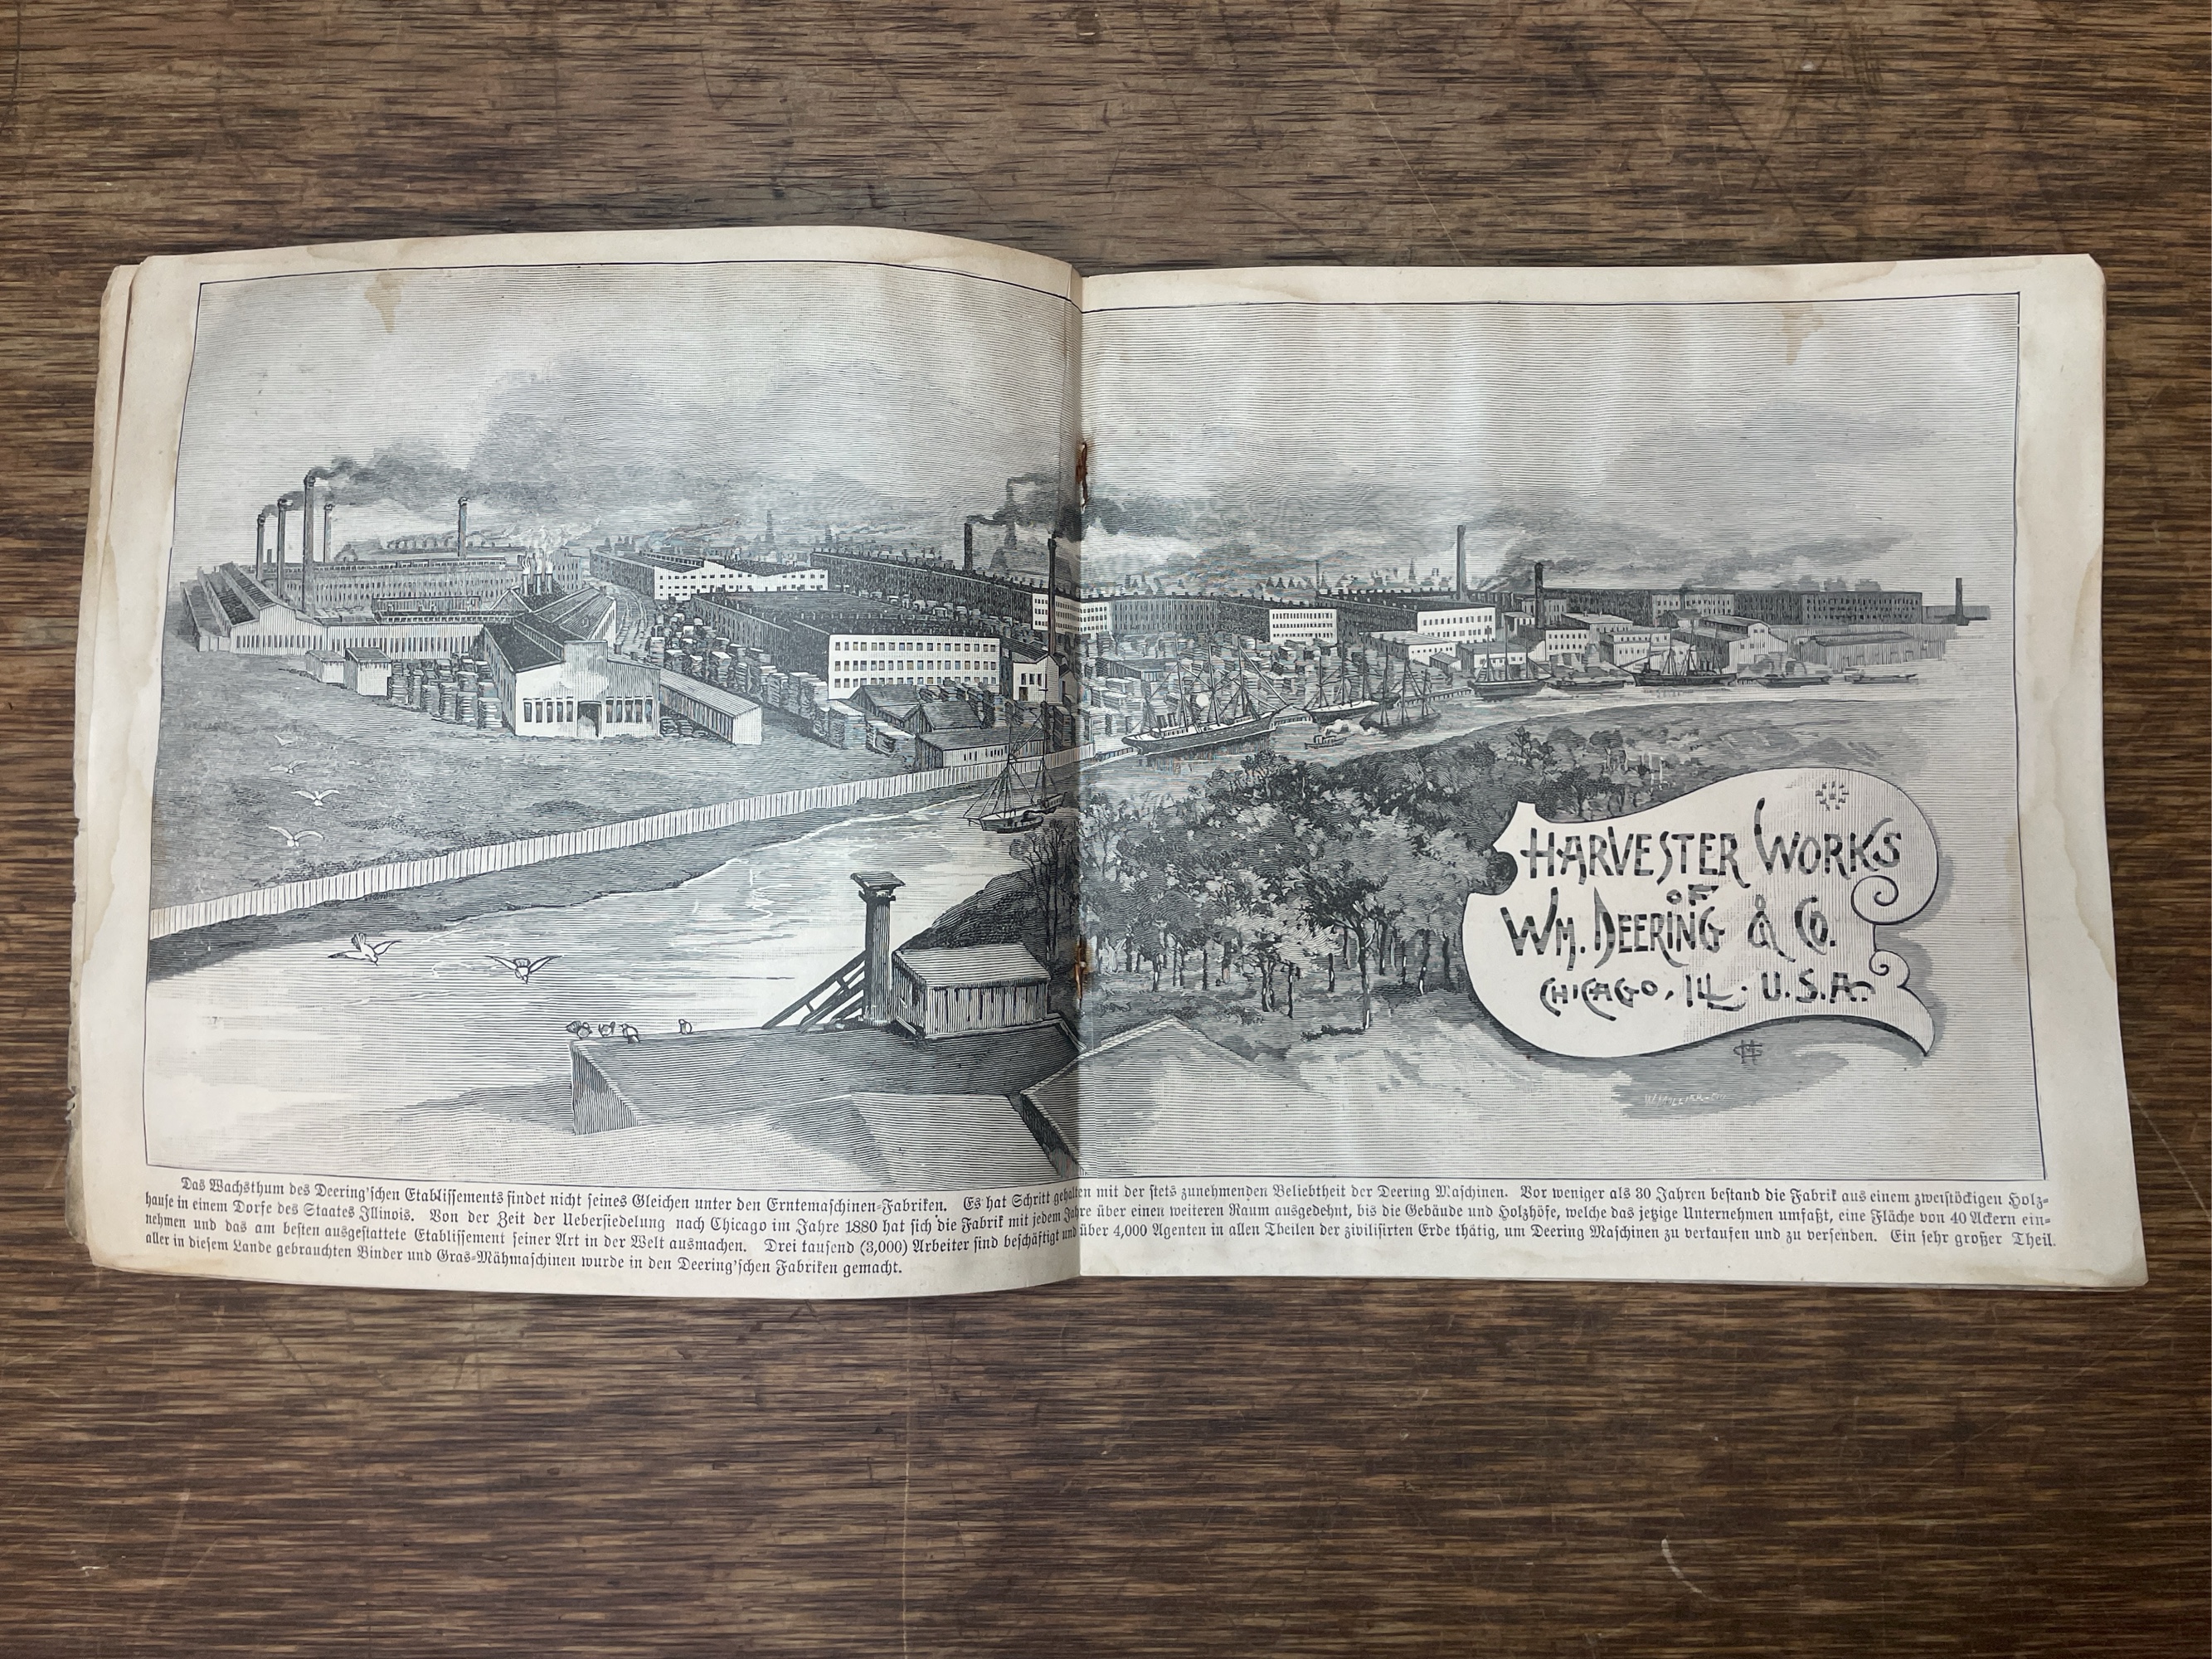 HARVESTER WORKS
OF
WM. DEERING & CO.
CHICAGO, ILL. U.S.A.
Das Wachsthum des Deering'schen Etablissements findet nicht seines Gleichen unter den Erntemaschinen-Fabriken. Es hat Schritt gehalten mit der stets zunehmenden Beliebtheit der Deering Maschinen. Vor weniger als 30 Jahren bestand die Fabrik aus einem zweistöckigen Holz-
hause in einem Dorfe des Staates Illinois. Von der Zeit der Uebersiedelung nach Chicago im Jahre 1880 hat sich die Fabrik mit jedem Jahre über einen weiteren Raum ausgedehnt, bis die Gebäude und Holzhöfe, welche das jetzige Unternehmen umfaßt, eine Fläche von 40 Ackern ein-
nehmen und das am besten ausgestattete Etablissement seiner Art in der Welt ausmachen. Drei tausend (3,000) Arbeiter sind beschäftigt und über 4,000 Agenten in allen Theilen der zivilisirten Erde thätig, um Deering Maschinen zu verkaufen und zu versenden. Ein sehr großer Theil.
aller in diesem Lande gebrauchten Binder und Gras-Mähmaschinen wurde in den Deering'schen Fabriken gemacht.